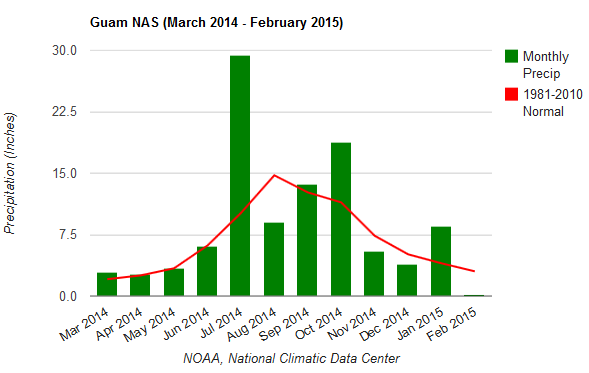 Guam NAS (March 2014 - February 2015)
30.0
22.5
15.0
7.5
0.0
Precipitation (Inches)
Monthly
Precip
1981-2010
Normal
Mar 2014
Apr 2014
May 2014
Jun 2014
Jul 2014
Aug 2014
Sep 2014
Oct 2014
Nov 2014
Dec 2014
Jan 2015
Feb 2015
NOAA, National Climatic Data Center